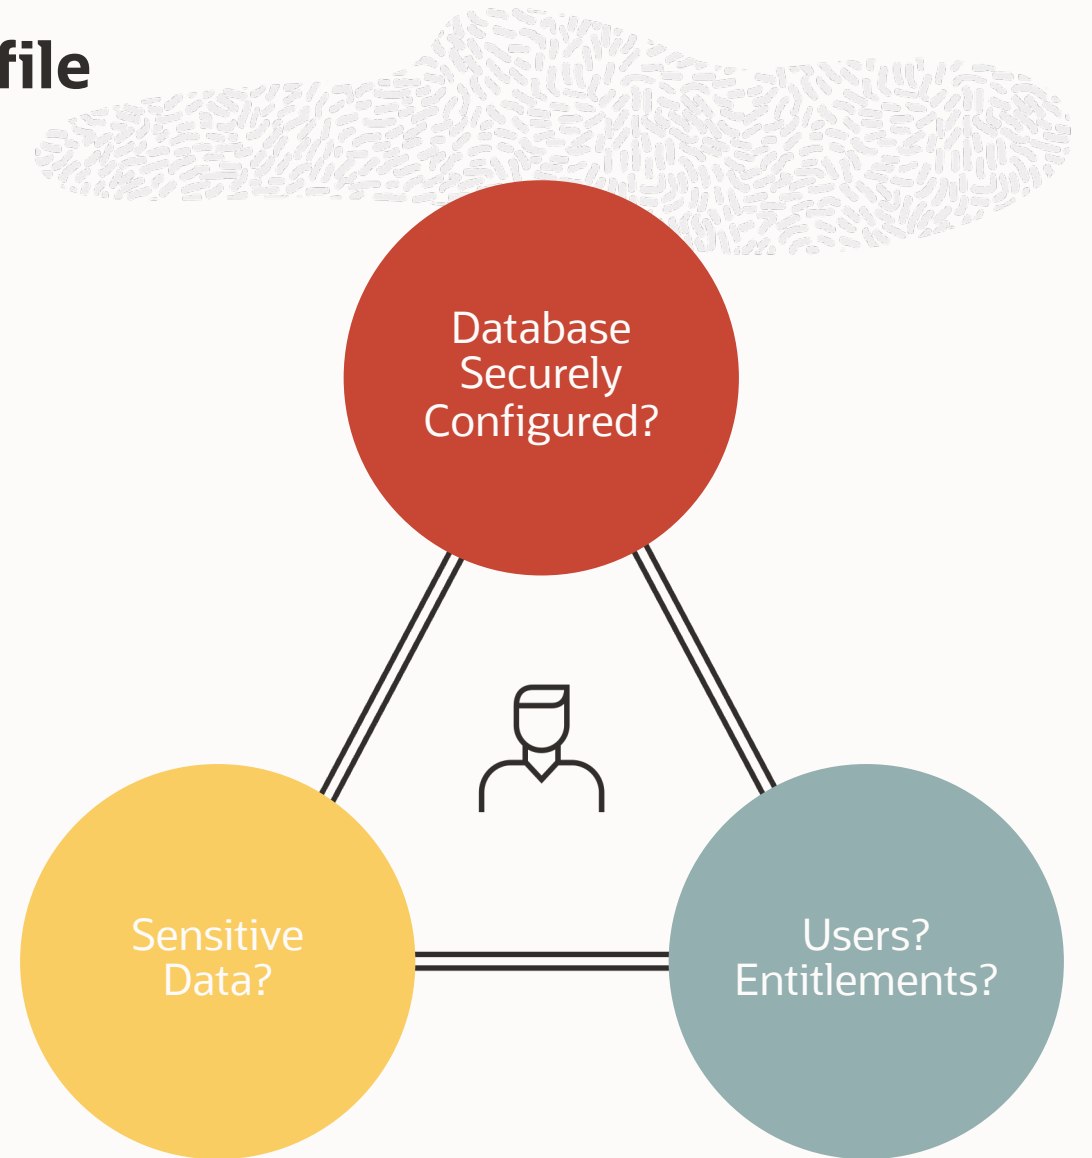 file
Database
Securely
Configured?
Sensitive
Data?
Users?
Entitlements?